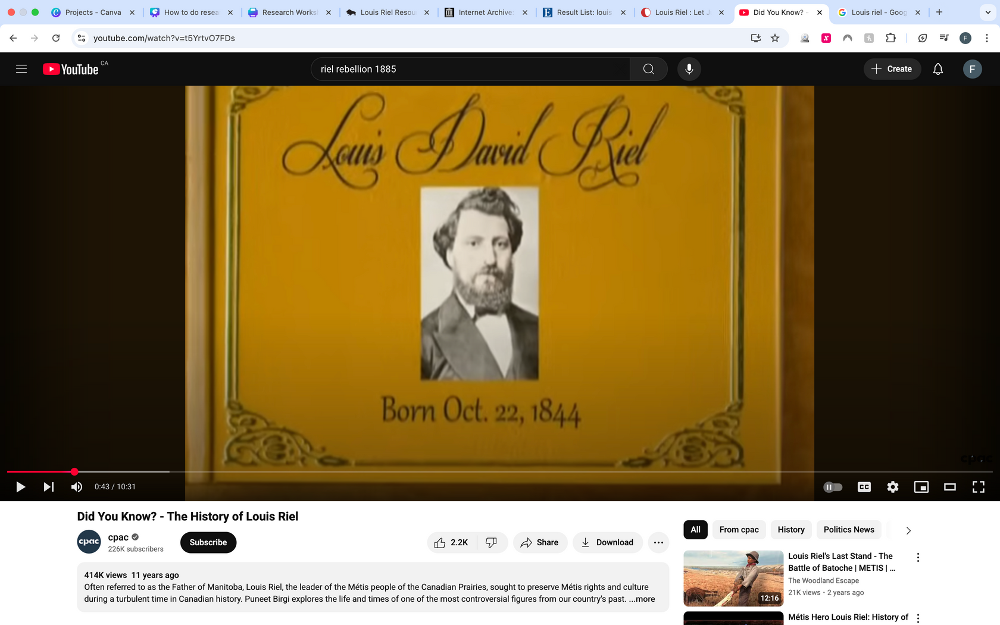 Projects - Canva
How to do resea
Research Works
Louis Riel Resou
Internet Archive:
Result List: louis
Louis Riel : Let J
Did You Know? -
Louis riel - Goog
youtube.com/watch?v=t5YrtvO7FDs
F
YouTube CA
riel rebellion 1885
Create
F
Louis David Riel
Born Oct. 22, 1844
cpac
0:43 / 10:31
CC
Did You Know? - The History of Louis Riel
cpac
cpac
226K subscribers
Subscribe
2.2K
Share
Download
414K views 11 years ago
Often referred to as the Father of Manitoba, Louis Riel, the leader of the Métis people of the Canadian Prairies, sought to preserve Métis rights and culture
during a turbulent time in Canadian history. Puneet Birgi explores the life and times of one of the most controversial figures from our country's past. ...more
All
From cpac
History
Politics News
Louis Riel's Last Stand - The
Battle of Batoche | METIS | ...
The Woodland Escape
21K views • 2 years ago
12:16
Métis Hero Louis Riel: History of